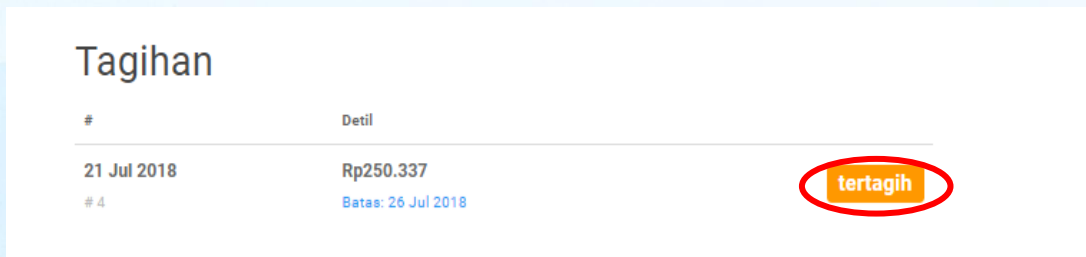 Tagihan
# Detil
21 Jul 2018 Rp250.337 tertagih
# 4 Batas: 26 Jul 2018